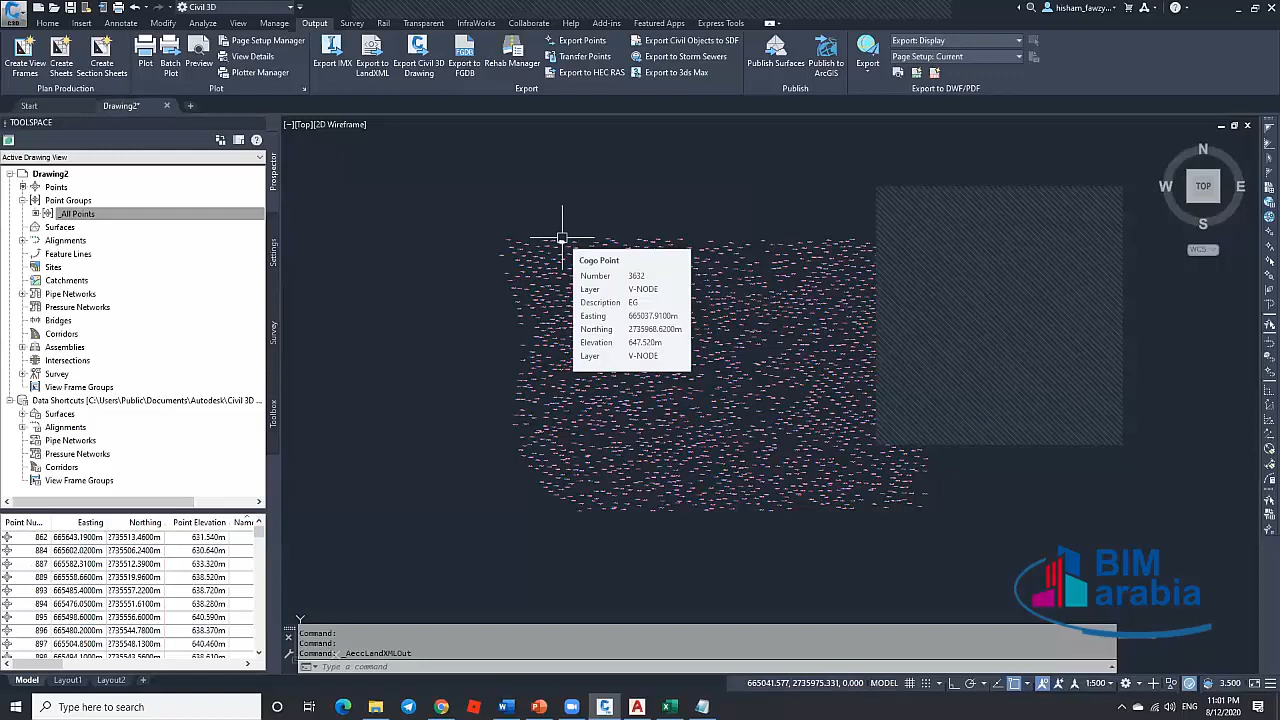 C3D
Civil 3D
hisham_fawzy...
Home Insert Annotate Modify Analyze View Manage Output Survey Rail Transparent InfraWorks Collaborate Help Add-ins Featured Apps Express Tools
Create View Frames
Create Sheets
Create Section Sheets
Plan Production
Plot
Batch Plot
Preview
Page Setup Manager
View Details
Plotter Manager
Plot
Export IMX
Export to LandXML
Export Civil 3D Drawing
Export to FGDB
Rehab Manager
Export Points
Transfer Points
Export to HEC RAS
Export Civil Objects to SDF
Export to Storm Sewers
Export to 3ds Max
Export
Publish Surfaces
Publish to ArcGIS
Publish
Export
Export: Display
Page Setup: Current
Export to DWF/PDF
Start
Drawing2*
TOOLSPACE
Active Drawing View
Drawing2
Points
Point Groups
_All Points
Surfaces
Alignments
Feature Lines
Sites
Catchments
Pipe Networks
Pressure Networks
Bridges
Corridors
Assemblies
Intersections
Survey
View Frame Groups
Data Shortcuts [C:\Users\Public\Documents\Autodesk\Civil 3D ...
Surfaces
Alignments
Pipe Networks
Pressure Networks
Corridors
View Frame Groups
Prospector
Settings
Survey
Toolbox
Point Nu... Easting Northing Point Elevation Name
862 665643.1900m 2735513.4600m 631.540m
884 665602.0200m 2735506.2400m 630.640m
887 665582.3100m 2735512.3900m 633.320m
889 665558.6600m 2735519.9600m 638.520m
893 665485.4000m 2735557.2200m 638.720m
894 665476.0500m 2735551.6100m 638.280m
895 665498.6000m 2735556.6000m 640.590m
896 665480.2000m 2735544.7800m 638.370m
897 665504.8500m 2735548.1300m 640.460m
[−][Top][2D Wireframe]
Cogo Point
Number 3632
Layer V-NODE
Description EG
Easting 665037.9100m
Northing 2735968.6200m
Elevation 647.520m
Layer V-NODE
N
W TOP E
S
WCS
BIM
arabia
Y
Command:
Command:
Command: _AeccLandXMLOut
Type a command
Model Layout1 Layout2
665041.577, 2735975.331, 0.000 MODEL 1:500 3.500
Type here to search
11:01 PM
8/12/2020